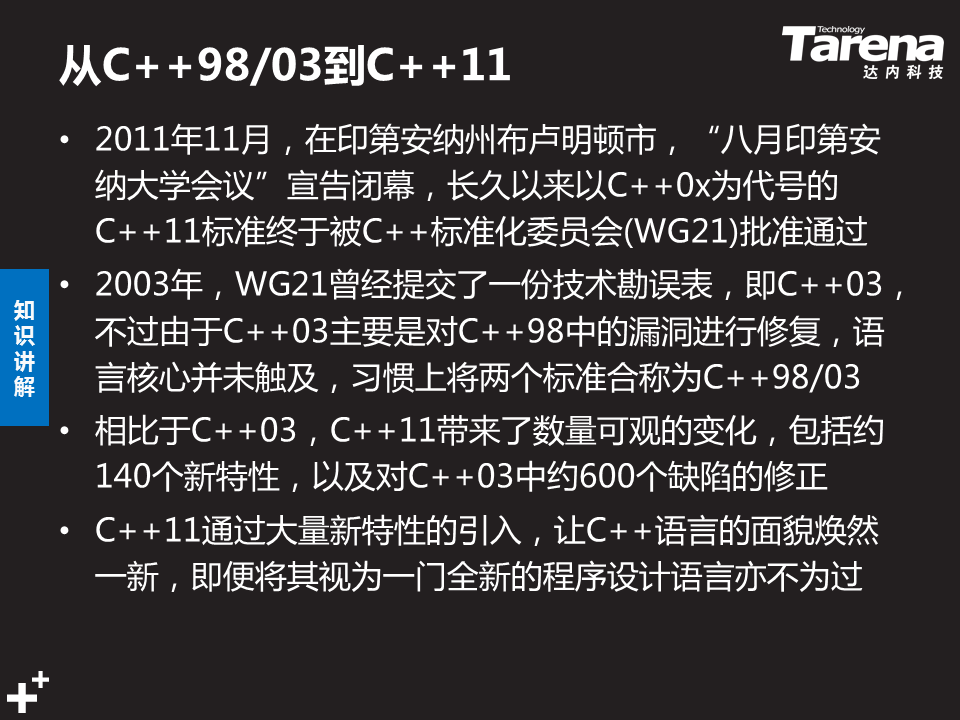 从C++98/03到C++11
Technology
Tarena
达内科技
• 2011年11月，在印第安纳州布卢明顿市，“八月印第安
纳大学会议”宣告闭幕，长久以来以C++0x为代号的
C++11标准终于被C++标准化委员会(WG21)批准通过
• 2003年，WG21曾经提交了一份技术勘误表，即C++03，
不过由于C++03主要是对C++98中的漏洞进行修复，语
言核心并未触及，习惯上将两个标准合称为C++98/03
• 相比于C++03，C++11带来了数量可观的变化，包括约
140个新特性，以及对C++03中约600个缺陷的修正
• C++11通过大量新特性的引入，让C++语言的面貌焕然
一新，即便将其视为一门全新的程序设计语言亦不为过
知识讲解